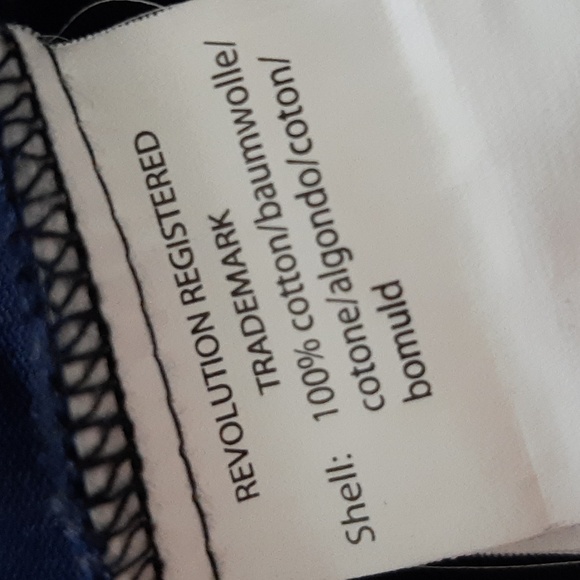 REVOLUTION REGISTERED
TRADEMARK
Shell: 100% cotton/baumwolle/
cotone/algondo/coton/
bomuld